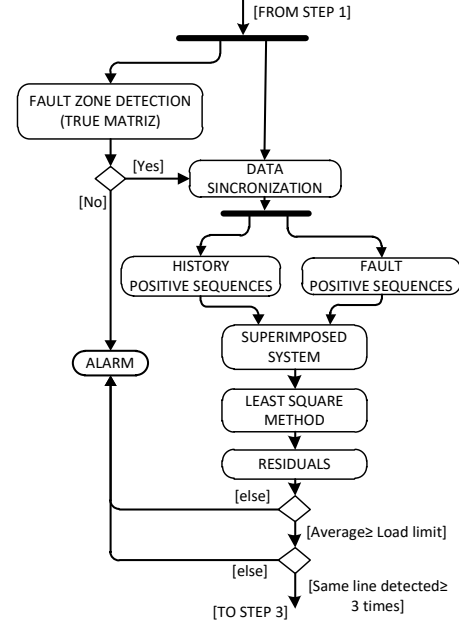 [FROM STEP 1]
FAULT ZONE DETECTION
(TRUE MATRIZ)
[Yes]
[No]
DATA
SINCRONIZATION
HISTORY
POSITIVE SEQUENCES
FAULT
POSITIVE SEQUENCES
SUPERIMPOSED
SYSTEM
ALARM
LEAST SQUARE
METHOD
RESIDUALS
[else]
[Average≥ Load limit]
[else]
[Same line detected≥
3 times]
[TO STEP 3]